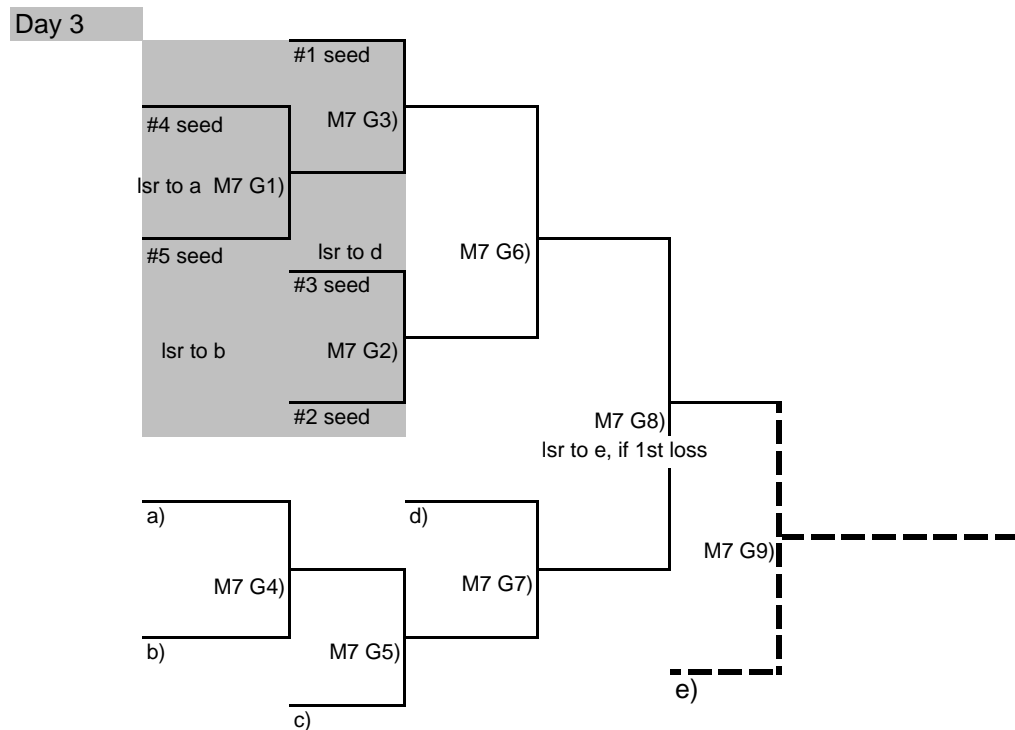 Day 3
#1 seed
#4 seed
M7 G3)
lsr to a M7 G1)
#5 seed
lsr to d
M7 G6)
#3 seed
lsr to b
M7 G2)
#2 seed
M7 G8)
lsr to e, if 1st loss
a)
d)
M7 G9)
M7 G4)
M7 G7)
b)
M7 G5)
e)
c)